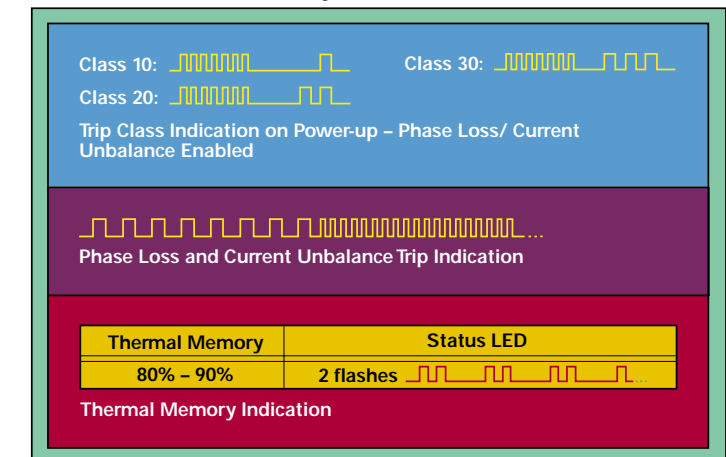 Class 10:
Class 30:
Class 20:
Trip Class Indication on Power-up – Phase Loss/ Current
Unbalance Enabled
...
Phase Loss and Current Unbalance Trip Indication
Thermal Memory Status LED
80% – 90% 2 flashes ...
Thermal Memory Indication